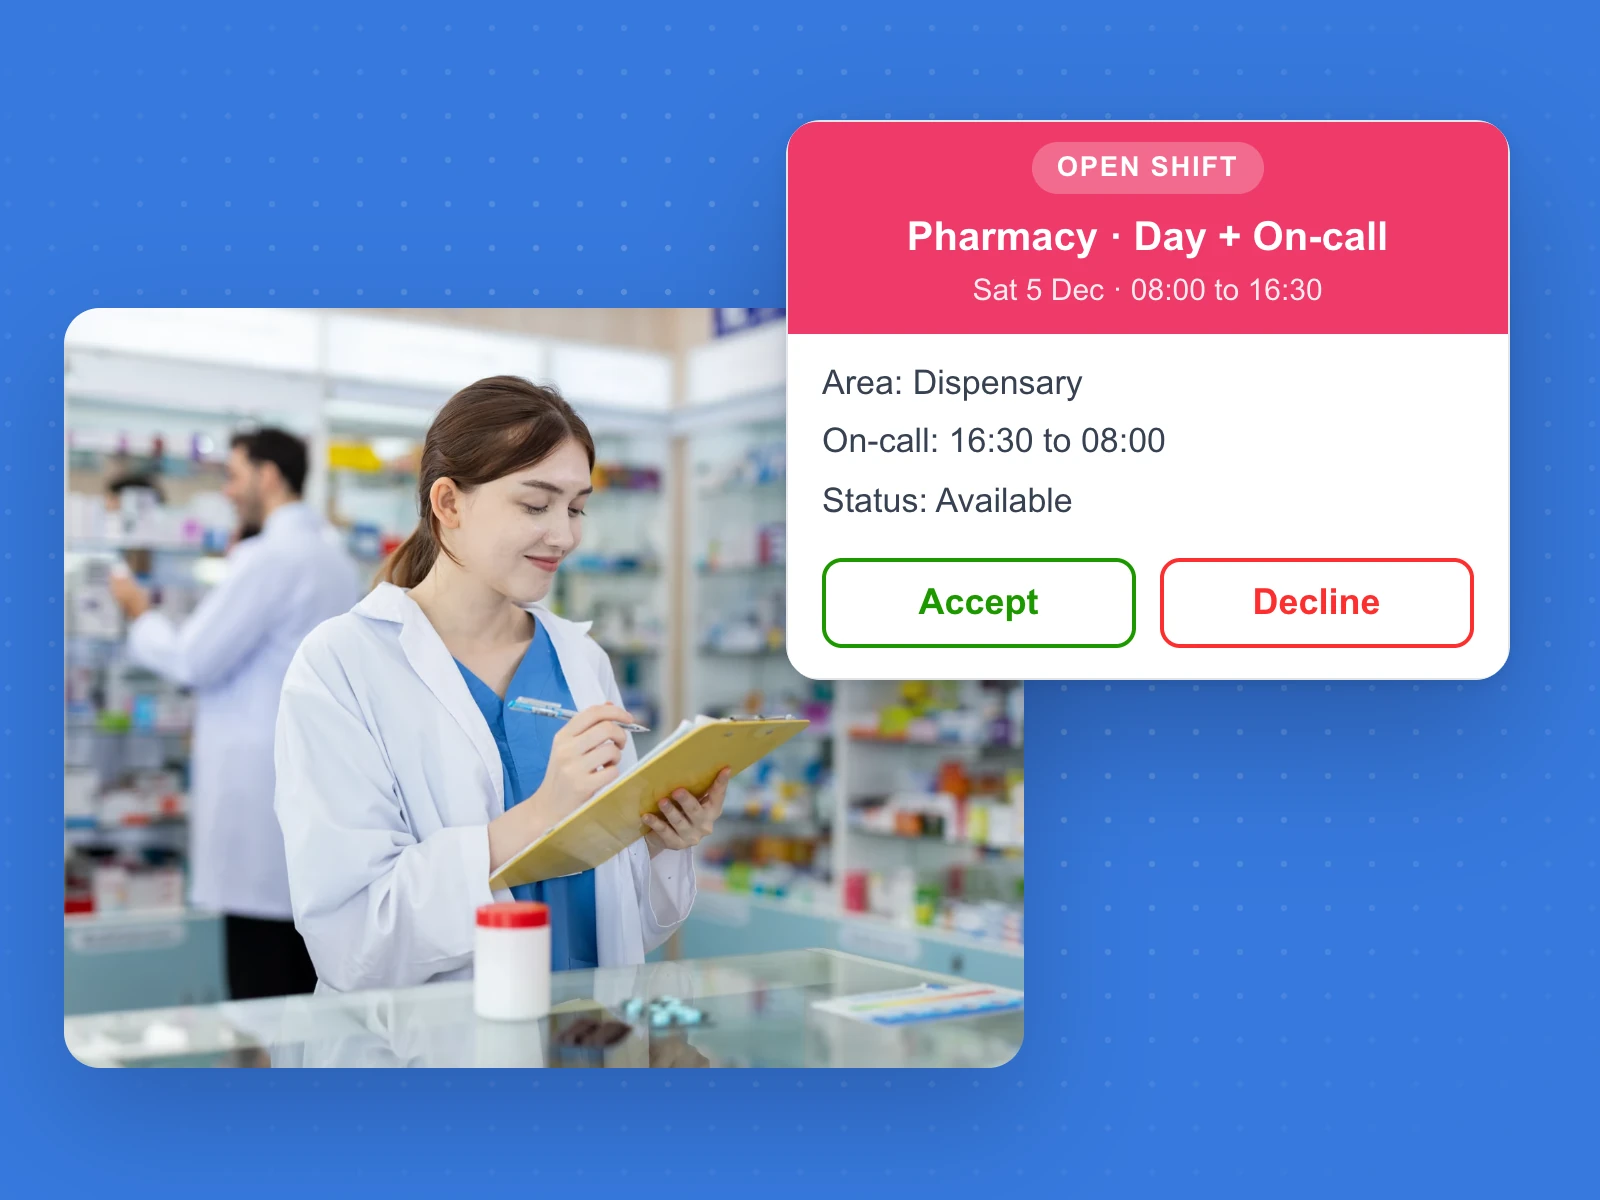 OPEN SHIFT
Pharmacy · Day + On-call
Sat 5 Dec · 08:00 to 16:30
Area: Dispensary
On-call: 16:30 to 08:00
Status: Available
Accept
Decline